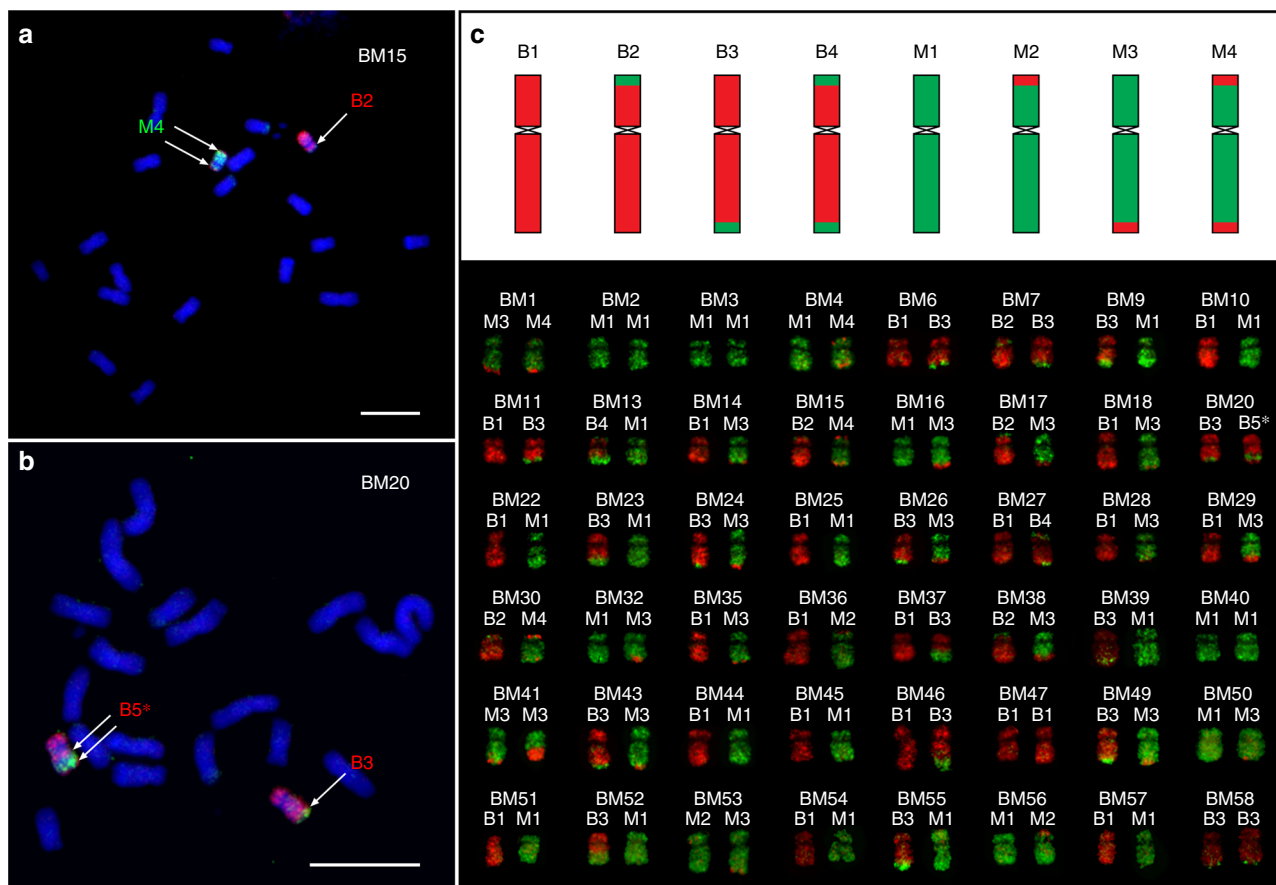 a
BM15
B2
M4
b
BM20
B5*
B3
c
B1 B2 B3 B4 M1 M2 M3 M4
BM1 BM2 BM3 BM4 BM6 BM7 BM9 BM10
M3 M4 M1 M1 M1 M1 M1 M4 B1 B3 B2 B3 B3 M1 B1 M1
BM11 BM13 BM14 BM15 BM16 BM17 BM18 BM20
B1 B3 B4 M1 B1 M3 B2 M4 M1 M3 B2 M3 B1 M3 B3 B5*
BM22 BM23 BM24 BM25 BM26 BM27 BM28 BM29
B1 M1 B3 M1 B3 M3 B1 M1 B3 M3 B1 B4 B1 M3 B1 M3
BM30 BM32 BM35 BM36 BM37 BM38 BM39 BM40
B2 M4 M1 M3 B1 M3 B1 M2 B1 B3 B2 M3 B3 M1 M1 M1
BM41 BM43 BM44 BM45 BM46 BM47 BM49 BM50
M3 M3 B3 M3 B1 M1 B1 M1 B1 B3 B1 B1 B3 M3 M1 M3
BM51 BM52 BM53 BM54 BM55 BM56 BM57 BM58
B1 M1 B3 M1 M2 M3 B1 M1 B3 M1 M1 M2 B1 M1 B3 B3